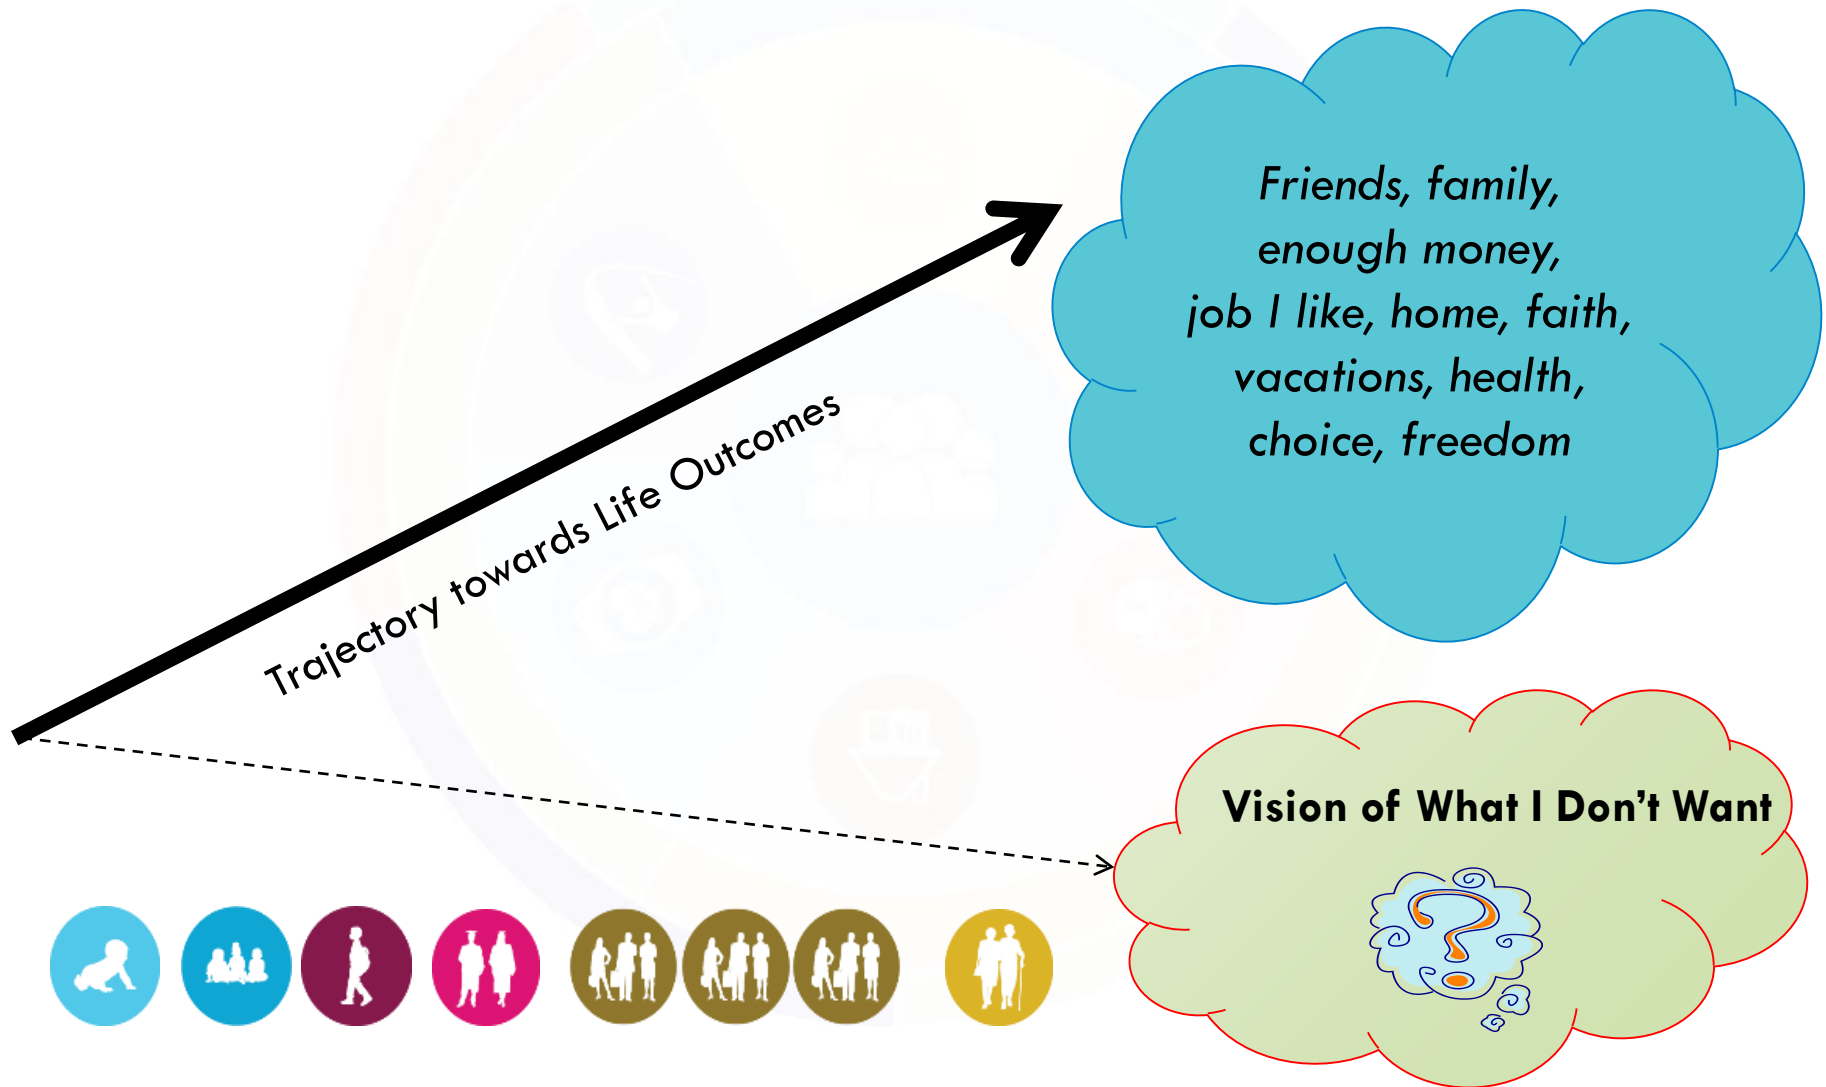 Friends, family,
enough money,
job I like, home, faith,
vacations, health,
choice, freedom
Trajectory towards Life Outcomes
Vision of What I Don’t Want
?